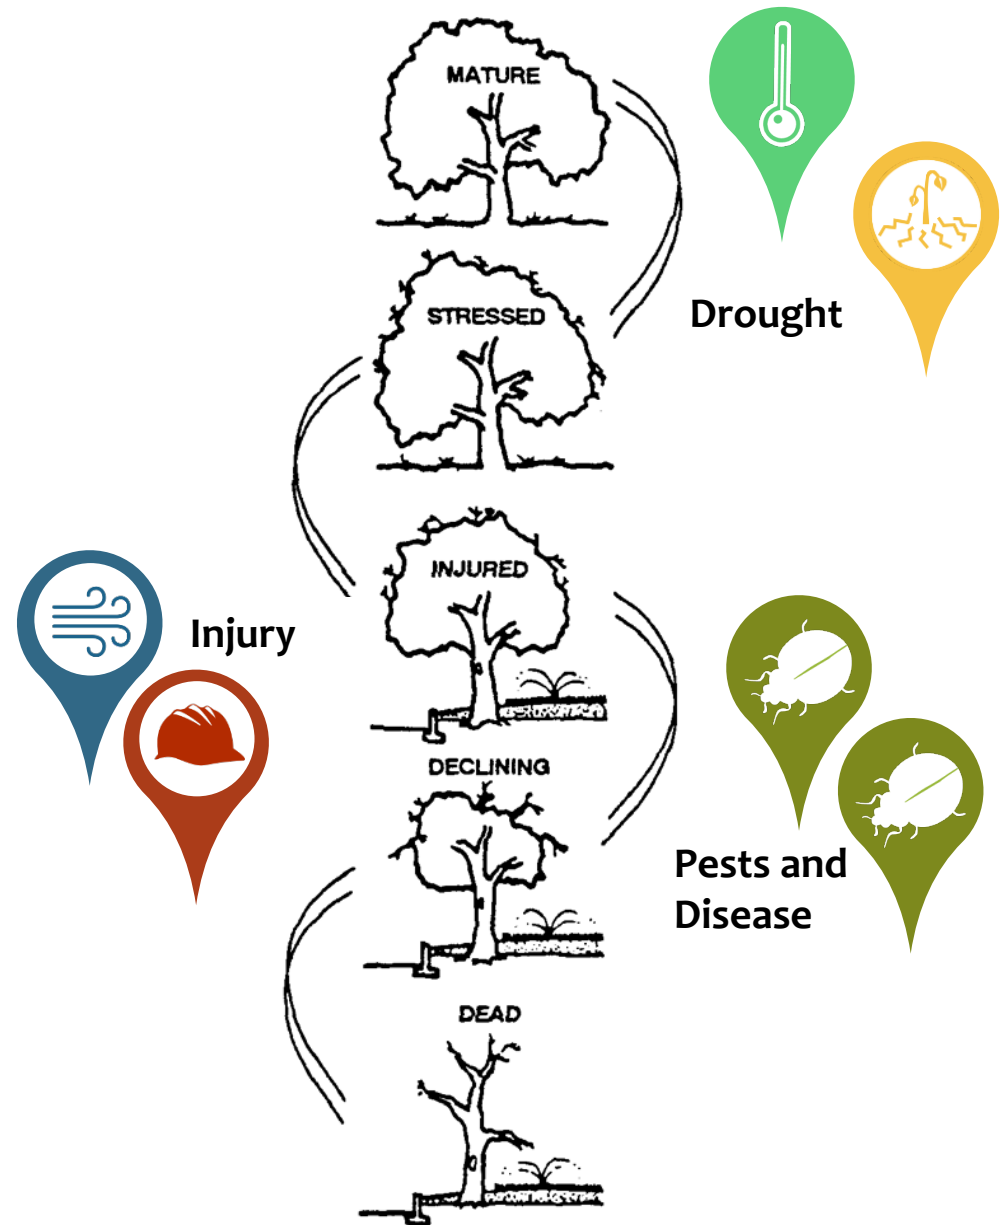 MATURE
STRESSED
Drought
INJURED
Injury
DECLINING
Pests and
Disease
DEAD